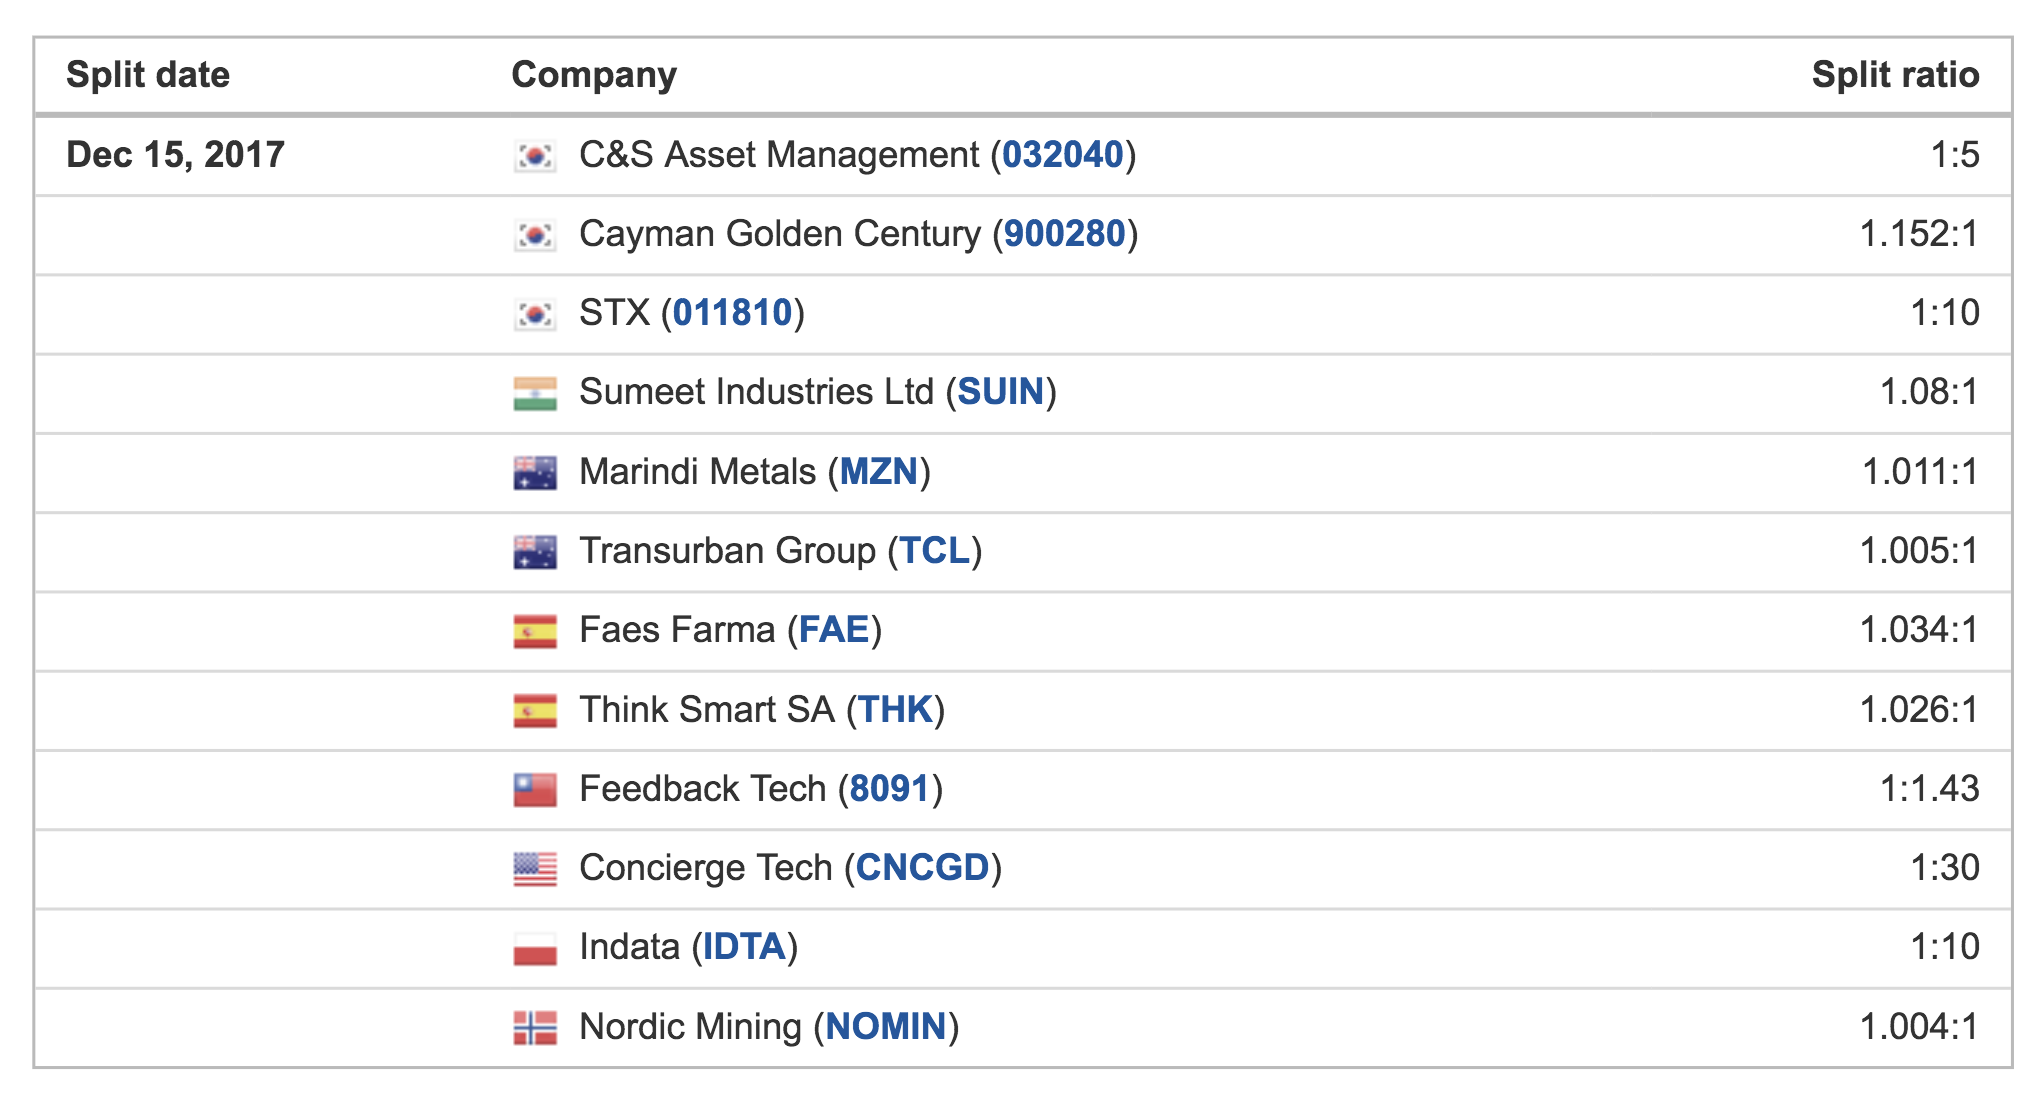 Split date Company Split ratio
Dec 15, 2017 C&S Asset Management (032040) 1:5
Cayman Golden Century (900280) 1.152:1
STX (011810) 1:10
Sumeet Industries Ltd (SUIN) 1.08:1
Marindi Metals (MZN) 1.011:1
Transurban Group (TCL) 1.005:1
Faes Farma (FAE) 1.034:1
Think Smart SA (THK) 1.026:1
Feedback Tech (8091) 1:1.43
Concierge Tech (CNCGD) 1:30
Indata (IDTA) 1:10
Nordic Mining (NOMIN) 1.004:1